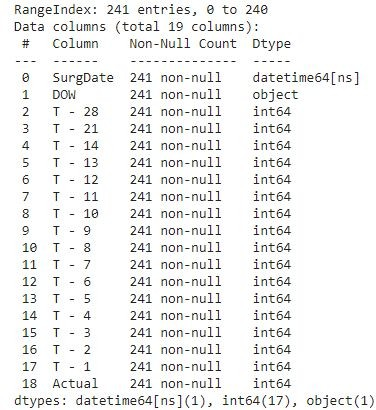 RangeIndex: 241 entries, 0 to 240
Data columns (total 19 columns):
 #   Column    Non-Null Count  Dtype
---  ------    --------------  -----
 0   SurgDate  241 non-null    datetime64[ns]
 1   DOW       241 non-null    object
 2   T - 28    241 non-null    int64
 3   T - 21    241 non-null    int64
 4   T - 14    241 non-null    int64
 5   T - 13    241 non-null    int64
 6   T - 12    241 non-null    int64
 7   T - 11    241 non-null    int64
 8   T - 10    241 non-null    int64
 9   T - 9     241 non-null    int64
 10  T - 8     241 non-null    int64
 11  T - 7     241 non-null    int64
 12  T - 6     241 non-null    int64
 13  T - 5     241 non-null    int64
 14  T - 4     241 non-null    int64
 15  T - 3     241 non-null    int64
 16  T - 2     241 non-null    int64
 17  T - 1     241 non-null    int64
 18  Actual    241 non-null    int64
dtypes: datetime64[ns](1), int64(17), object(1)